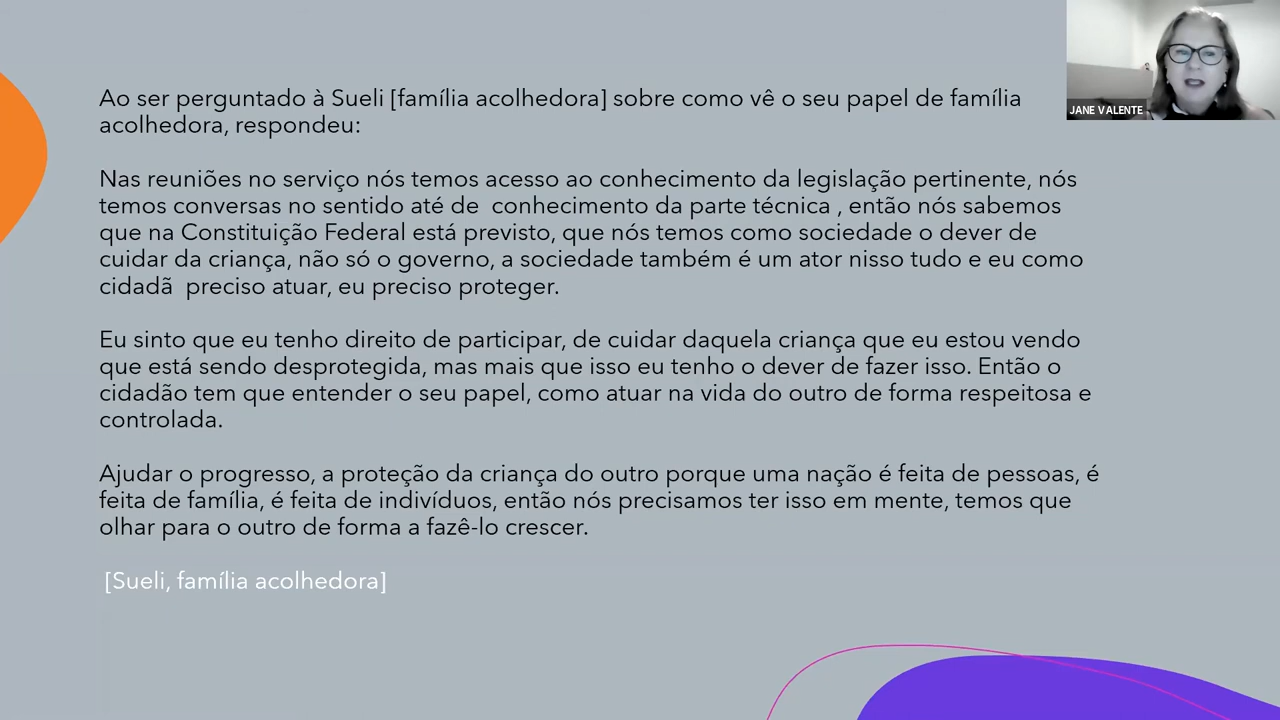 Ao ser perguntado à Sueli [família acolhedora] sobre como vê o seu papel de família
acolhedora, respondeu:
Nas reuniões no serviço nós temos acesso ao conhecimento da legislação pertinente, nós
temos conversas no sentido até de  conhecimento da parte técnica , então nós sabemos
que na Constituição Federal está previsto, que nós temos como sociedade o dever de
cuidar da criança, não só o governo, a sociedade também é um ator nisso tudo e eu como
cidadã  preciso atuar, eu preciso proteger.
Eu sinto que eu tenho direito de participar, de cuidar daquela criança que eu estou vendo
que está sendo desprotegida, mas mais que isso eu tenho o dever de fazer isso. Então o
cidadão tem que entender o seu papel, como atuar na vida do outro de forma respeitosa e
controlada.
Ajudar o progresso, a proteção da criança do outro porque uma nação é feita de pessoas, é
feita de família, é feita de indivíduos, então nós precisamos ter isso em mente, temos que
olhar para o outro de forma a fazê-lo crescer.
[Sueli, família acolhedora]
JANE VALENTE